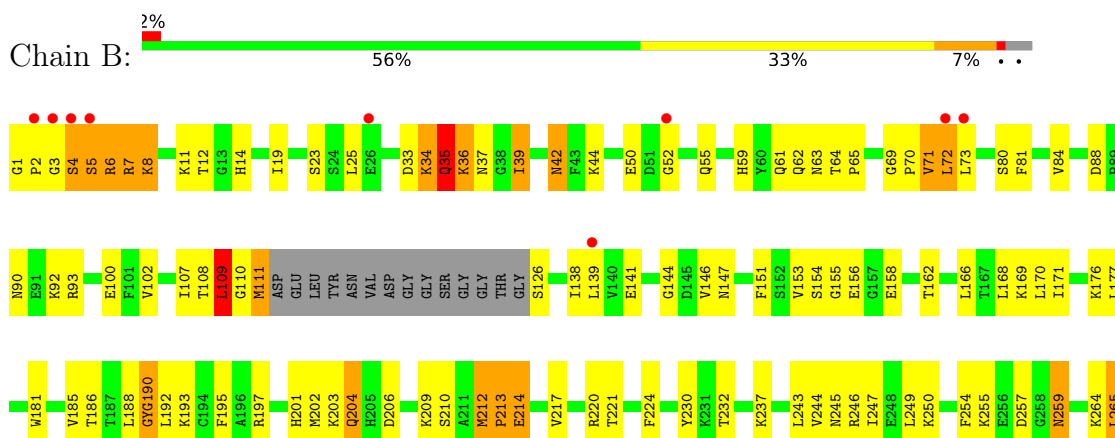 2%
Chain B:
56% 33% 7% • •
G1 P2 G3 S4 S5 R6 R7 K8 K11 T12 G13 H14 I19 S23 S24 L25 E26 D33 K34 Q35 K36 N37 G38 I39 N42 F43 K44 E50 D51 G52 Q55 H59 Y60 Q61 Q62 N63 T64 P65 G69 P70 V71 L72 L73 S80 F81 V84 D88 R89
N90 E91 K92 R93 E100 F101 V102 I107 T108 L109 G110 M111 ASP GLU LEU TYR ASN VAL ASP GLY GLY SER GLY GLY THR GLY S126 I138 L139 V140 E141 G144 D145 V146 N147 F151 S152 V153 S154 G155 E156 G157 E158 T162 L166 T167 L168 K169 L170 I171 K176 L177
W181 V185 T186 T187 L188 GYG190 L192 K193 C194 F195 A196 R197 H201 M202 K203 Q204 H205 D206 K209 S210 A211 M212 P213 E214 V217 R220 T221 F224 Y230 K231 T232 K237 L243 V244 N245 R246 I247 E248 L249 K250 F254 K255 E256 D257 G258 N259 K264 L265